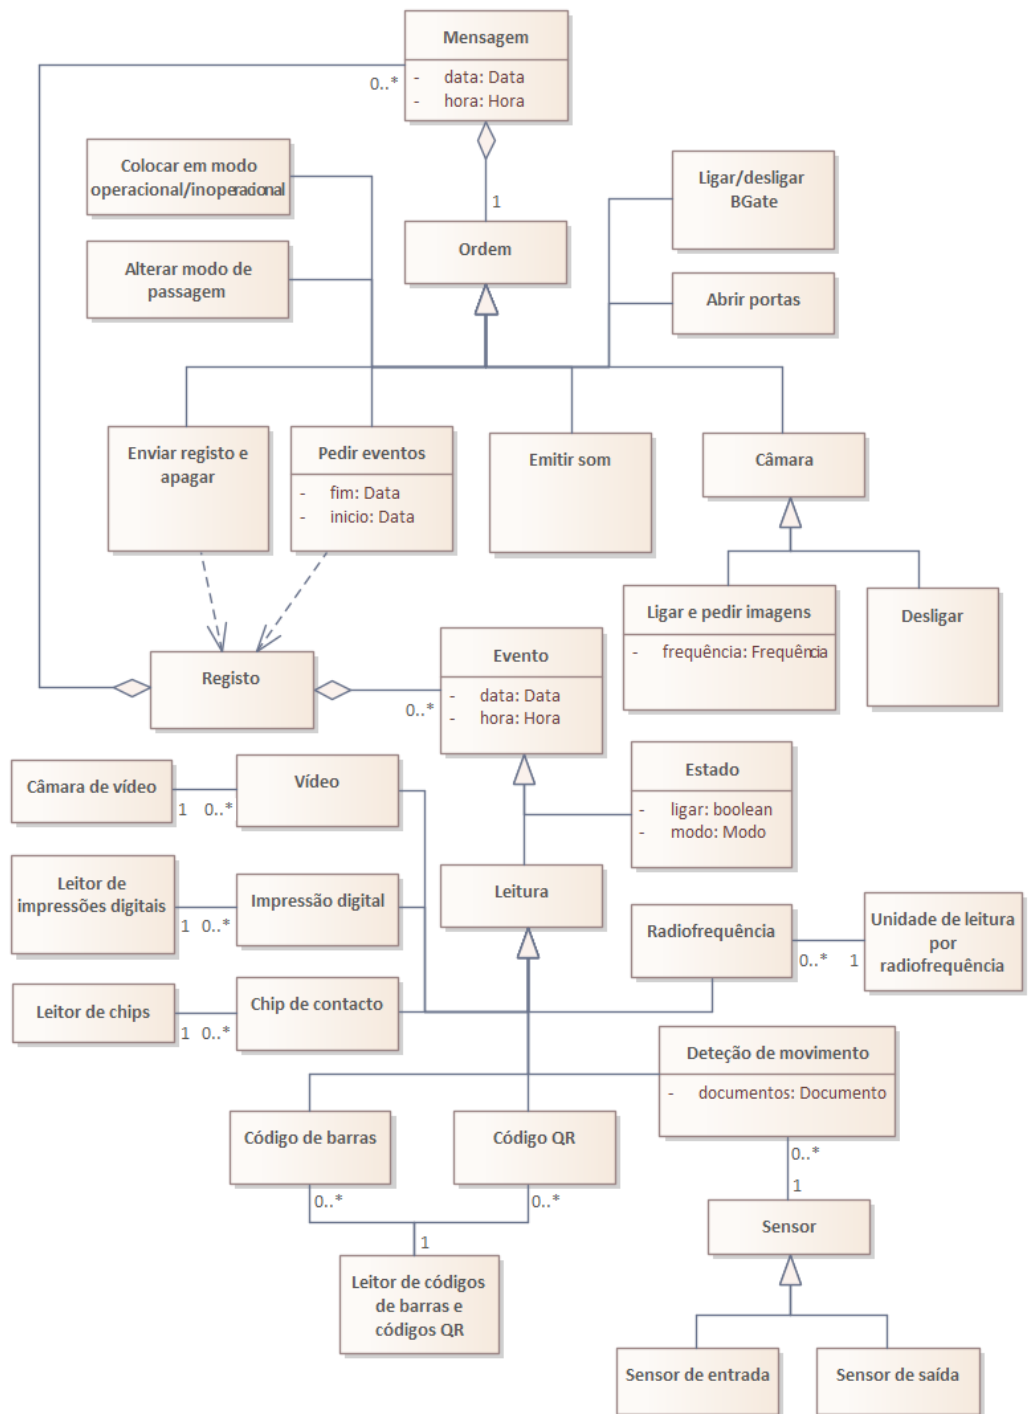 Mensagem
- data: Data
- hora: Hora
0..*
Colocar em modo
operacional/inoperacional
Ligar/desligar
BGate
1
Ordem
Alterar modo de
passagem
Abrir portas
Enviar registo e
apagar
Pedir eventos
- fim: Data
- inicio: Data
Emitir som
Câmara
Ligar e pedir imagens
- frequência: Frequência
Desligar
Registo
0..*
Evento
- data: Data
- hora: Hora
Estado
- ligar: boolean
- modo: Modo
Câmara de vídeo
1 0..*
Vídeo
Leitor de
impressões digitais
1 0..*
Impressão digital
Leitura
Radiofrequência
0..* 1
Unidade de leitura
por
radiofrequência
Leitor de chips
1 0..*
Chip de contacto
Deteção de movimento
- documentos: Documento
Código de barras
Código QR
0..*
0..*
0..*
1
1
Sensor
Leitor de códigos
de barras e
códigos QR
Sensor de entrada
Sensor de saída